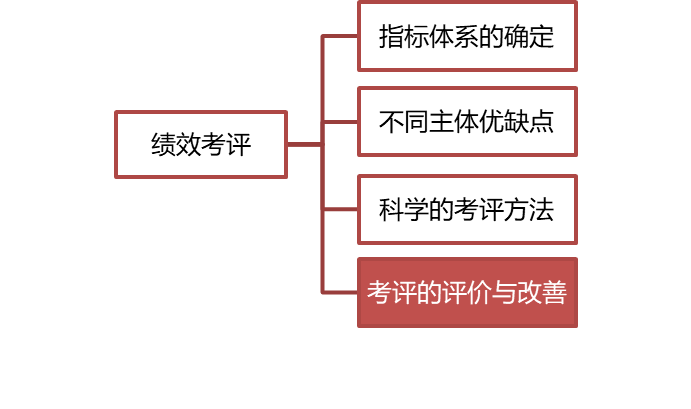 指标体系的确定
不同主体优缺点
绩效考评
科学的考评方法
考评的评价与改善